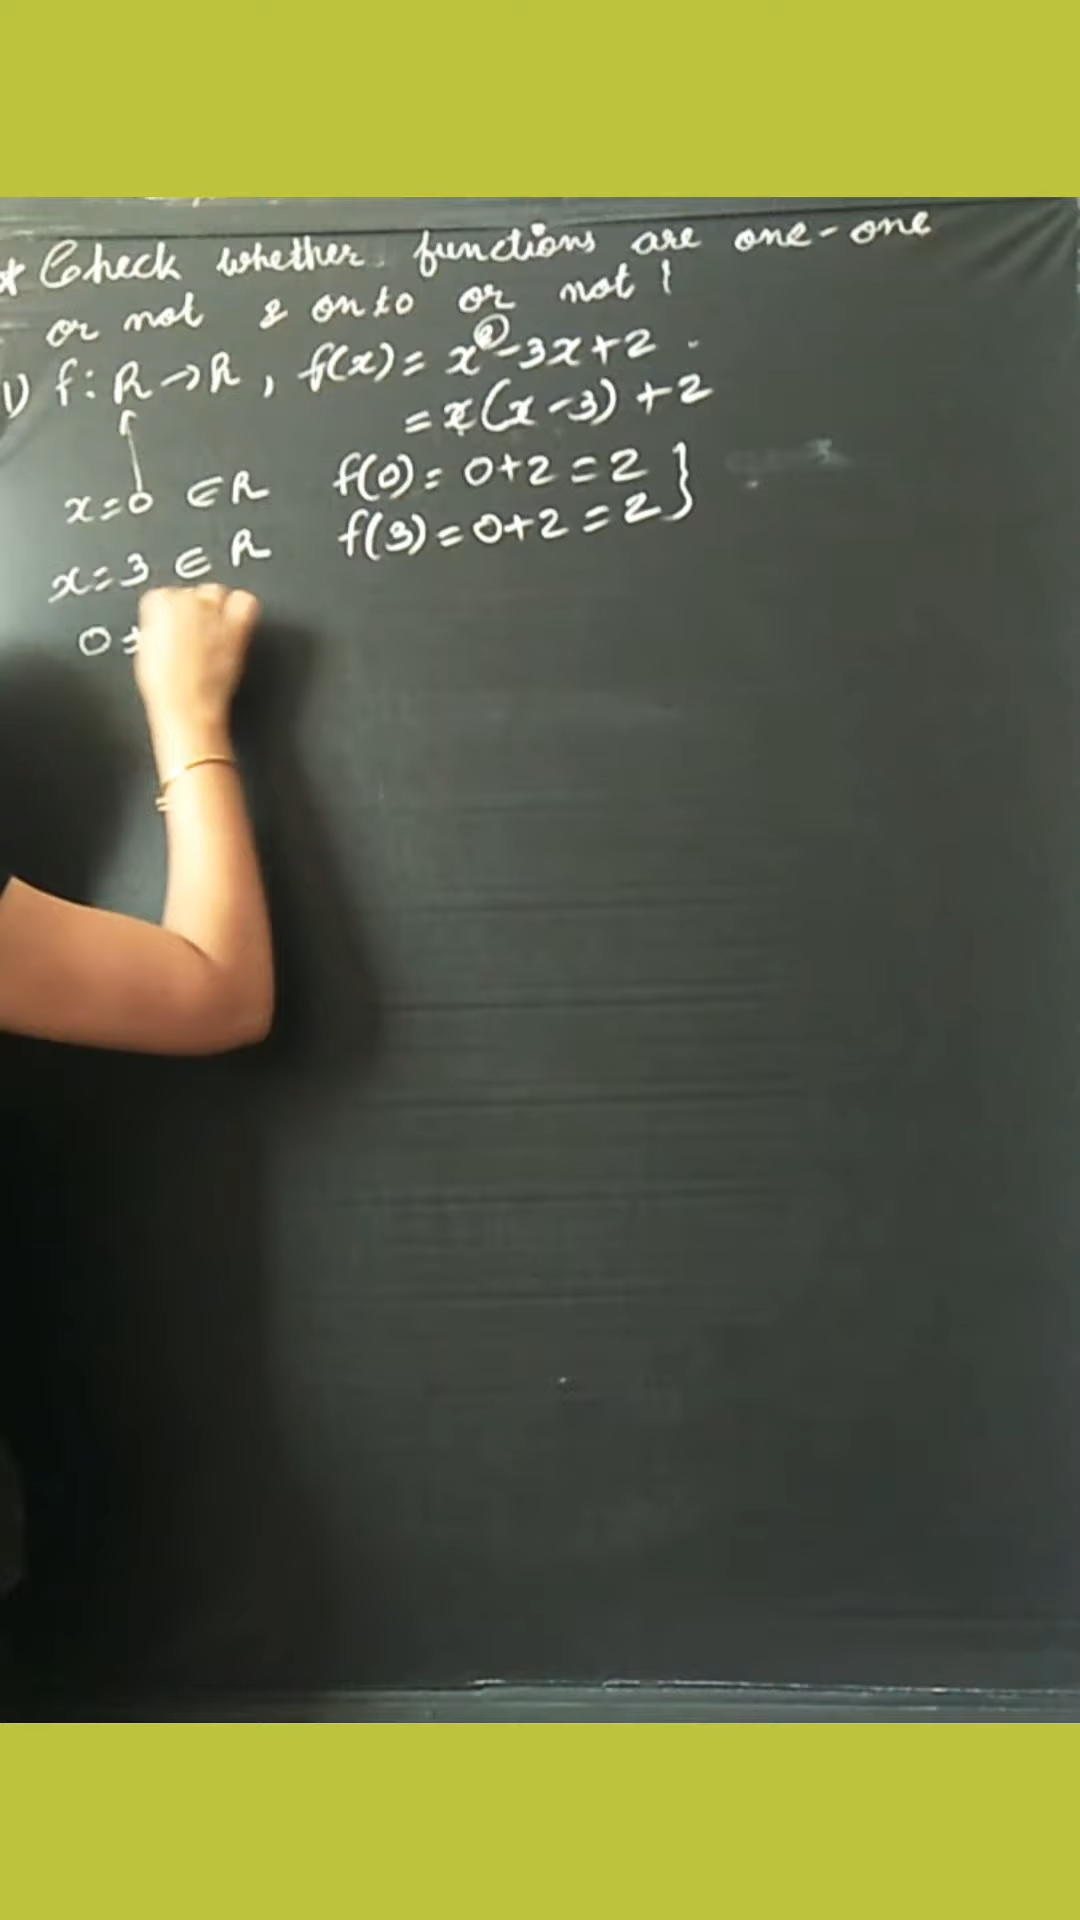 * Check whether functions are one-one
or not & onto or not !
1) f: R → R, f(x) = x² - 3x + 2
= x(x - 3) + 2
x = 0 ∈ R f(0) = 0 + 2 = 2 }
x = 3 ∈ R f(3) = 0 + 2 = 2
0 ≠